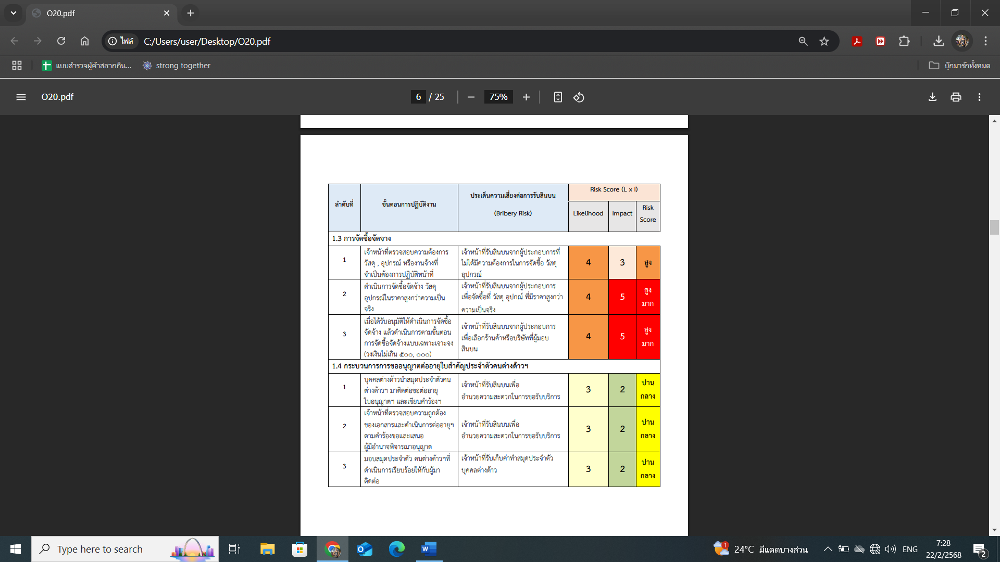 O20.pdf
ไฟล์ C:/Users/user/Desktop/O20.pdf
แบบสำรวจผู้ค้าสลากกิน... strong together บุ๊กมาร์กทั้งหมด
O20.pdf 6 / 25 75%
ลำดับที่ ขั้นตอนการปฏิบัติงาน ประเด็นความเสี่ยงต่อการรับสินบน (Bribery Risk) Risk Score (L x I)
Likelihood Impact Risk Score
1.3 การจัดซื้อจัดจาง
1
เจ้าหน้าที่ตรวจสอบความต้องการ
วัสดุ , อุปกรณ์ หรืองานจ้างที่
จำเป็นต้องการปฏิบัติหน้าที่
เจ้าหน้าที่รับสินบนจากผู้ประกอบการที่
ไม่ได้มีความต้องการในการจัดซื้อ วัสดุ
อุปกรณ์
4 3 สูง
2
ดำเนินการจัดซื้อจัดจ้าง วัสดุ
อุปกรณ์ในราคาสูงกว่าความเป็น
จริง
เจ้าหน้าที่รับสินบนจากผู้ประกอบการ
เพื่อจัดซื้อที่ วัสดุ อุปกณ์ ที่มีราคาสูงกว่า
ความเป็นจริง
4 5 สูง
มาก
3
เมื่อได้รับอนุมัติให้ดำเนินการจัดซื้อ
จัดจ้าง แล้วดำเนินการตามขั้นตอน
การจัดซื้อจัดจ้างแบบเฉพาะเจาะจง
(วงเงินไม่เกิน ๕๐๐, ๐๐๐)
เจ้าหน้าที่รับสินบนจากผู้ประกอบการ
เพื่อเลือกร้านค้าหรือบริษัทที่ผู้มอบ
สินบน
4 5 สูง
มาก
1.4 กระบวนการการขออนุญาตต่ออายุใบสำคัญประจำตัวคนต่างด้าวฯ
1
บุคคลต่างด้าวนำสมุดประจำตัวคน
ต่างด้าวฯ มาติดต่อขอต่ออายุ
ใบอนุญาตฯ และเขียนคำร้องฯ
เจ้าหน้าที่รับสินบนเพื่อ
อำนวยความสะดวกในการขอรับบริการ
3 2 ปาน
กลาง
2
เจ้าหน้าที่ตรวจสอบความถูกต้อง
ของเอกสารและดำเนินการต่ออายุฯ
ตามคำร้องขอและเสนอ
ผู้มีอำนาจพิจารณาอนุญาต
เจ้าหน้าที่รับสินบนเพื่อ
อำนวยความสะดวกในการขอรับบริการ
3 2 ปาน
กลาง
3
มอบสมุดประจำตัว คนต่างด้าวฯที่
ดำเนินการเรียบร้อยให้กับผู้มา
ติดต่อ
เจ้าหน้าที่รับเก็บค่าทำสมุดประจำตัว
บุคคลต่างด้าว
3 2 ปาน
กลาง
Type here to search 1 24°C มีแดดบางส่วน ENG 7:28
22/2/2568 2